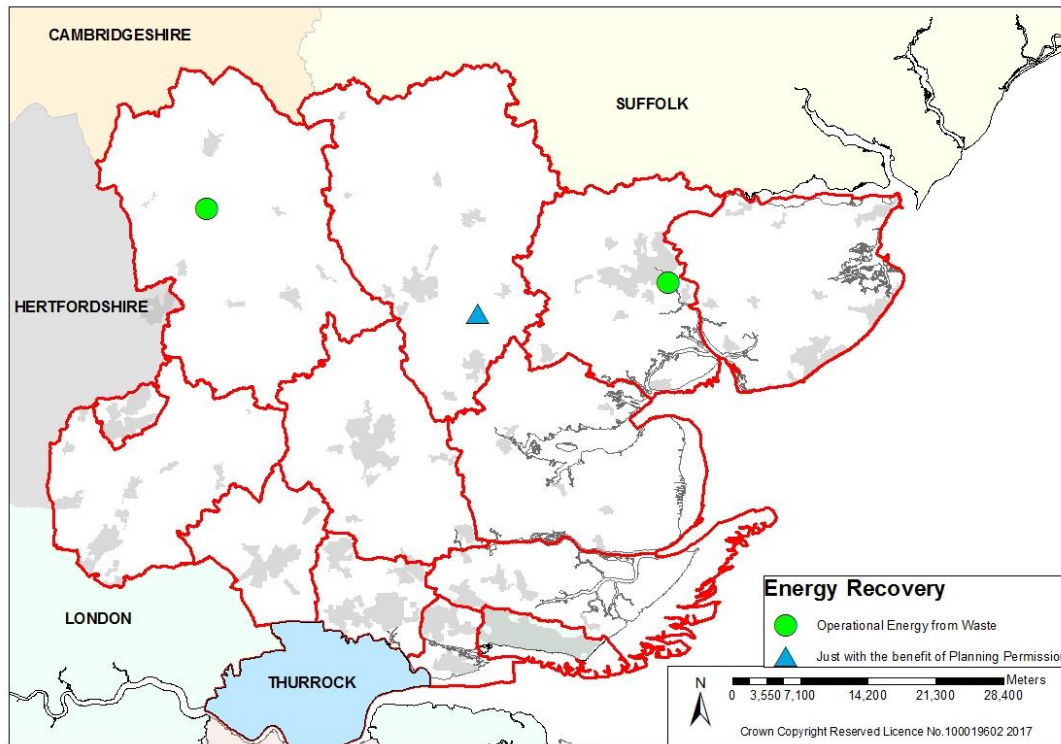 CAMBRIDGESHIRE
SUFFOLK
HERTFORDSHIRE
LONDON
THURROCK
Energy Recovery
Operational Energy from Waste
Just with the benefit of Planning Permission
N
Meters
0 3,550 7,100 14,200 21,300 28,400
Crown Copyright Reserved Licence No.100019602 2017